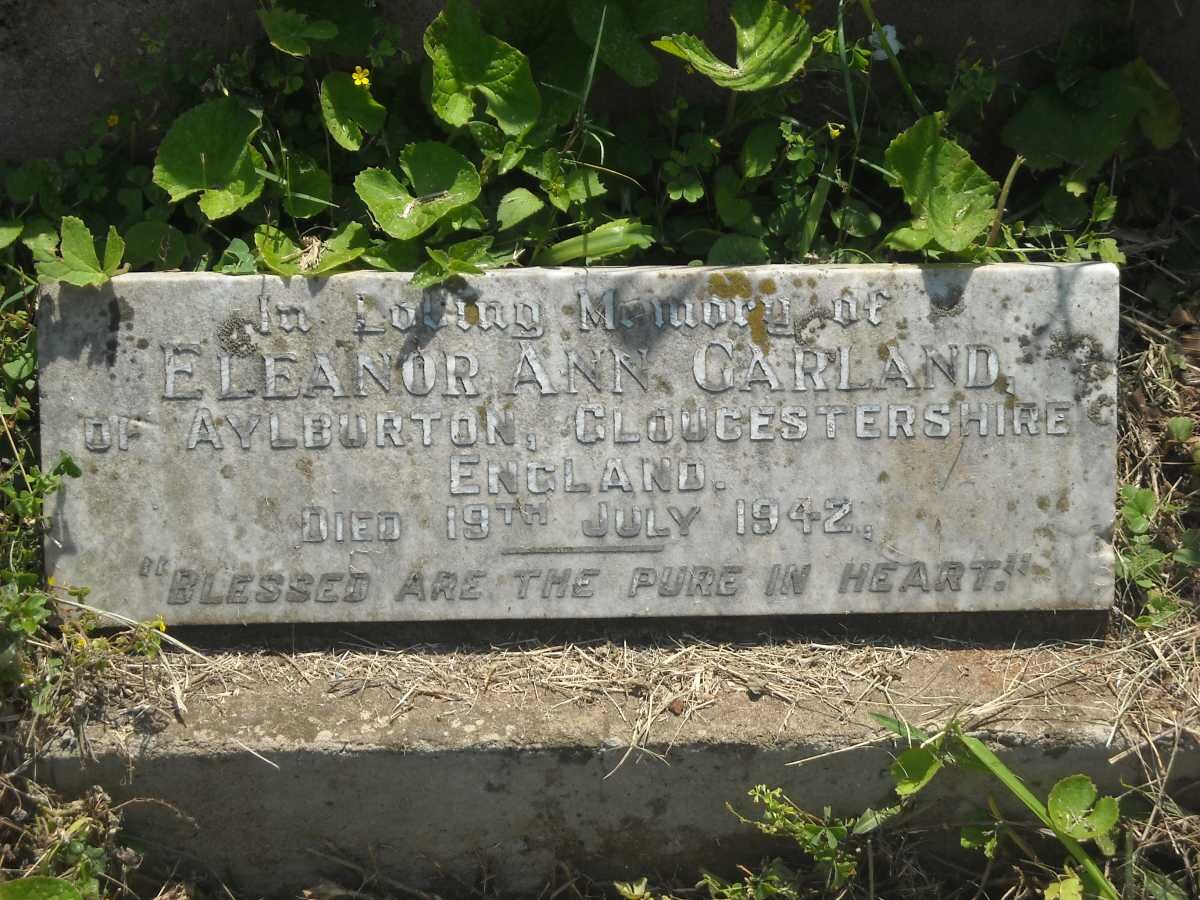 In Loving Memory of
ELEANOR ANN GARLAND,
OF AYLBURTON, GLOUCESTERSHIRE
ENGLAND.
DIED 19TH JULY 1942,
"BLESSED ARE THE PURE IN HEART."